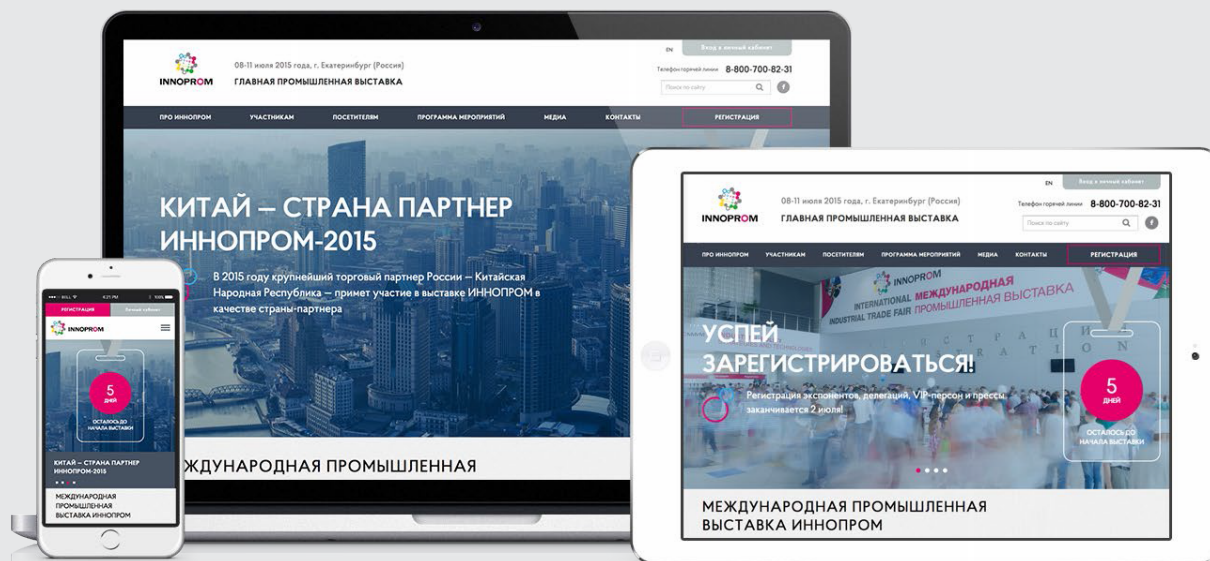 INNOPROM
08-11 июля 2015 года, г. Екатеринбург (Россия)
ГЛАВНАЯ ПРОМЫШЛЕННАЯ ВЫСТАВКА
EN
Вход в личный кабинет
Телефон горячей линии 8-800-700-82-31
Поиск по сайту
f
ПРО ИННОПРОМ УЧАСТНИКАМ ПОСЕТИТЕЛЯМ ПРОГРАММА МЕРОПРИЯТИЙ МЕДИА КОНТАКТЫ РЕГИСТРАЦИЯ
КИТАЙ – СТРАНА ПАРТНЕР
ИННОПРОМ-2015
В 2015 году крупнейший торговый партнер России – Китайская
Народная Республика – примет участие в выставке ИННОПРОМ в
качестве страны-партнера
ЖДУНАРОДНАЯ ПРОМЫШЛЕННАЯ
4:21 PM
100%
РЕГИСТРАЦИЯ
Личный кабинет
INNOPROM
5
ДНЕЙ
ОСТАЛОСЬ ДО
НАЧАЛА ВЫСТАВКИ
КИТАЙ – СТРАНА ПАРТНЕР
ИННОПРОМ-2015
МЕЖДУНАРОДНАЯ
ПРОМЫШЛЕННАЯ
ВЫСТАВКА ИННОПРОМ
INNOPROM
08-11 июля 2015 года, г. Екатеринбург (Россия)
ГЛАВНАЯ ПРОМЫШЛЕННАЯ ВЫСТАВКА
EN
Вход в личный кабинет
Телефон горячей линии 8-800-700-82-31
Поиск по сайту
f
ПРО ИННОПРОМ УЧАСТНИКАМ ПОСЕТИТЕЛЯМ ПРОГРАММА МЕРОПРИЯТИЙ МЕДИА КОНТАКТЫ РЕГИСТРАЦИЯ
INNOPROM
INTERNATIONAL МЕЖДУНАРОДНАЯ
INDUSTRIAL TRADE FAIR ПРОМЫШЛЕННАЯ ВЫСТАВКА
УСПЕЙ
ЗАРЕГИСТРИРОВАТЬСЯ!
Регистрация экспонентов, делегаций, VIP-персон и прессы
заканчивается 2 июля!
5
ДНЕЙ
ОСТАЛОСЬ ДО
НАЧАЛА ВЫСТАВКИ
МЕЖДУНАРОДНАЯ ПРОМЫШЛЕННАЯ
ВЫСТАВКА ИННОПРОМ